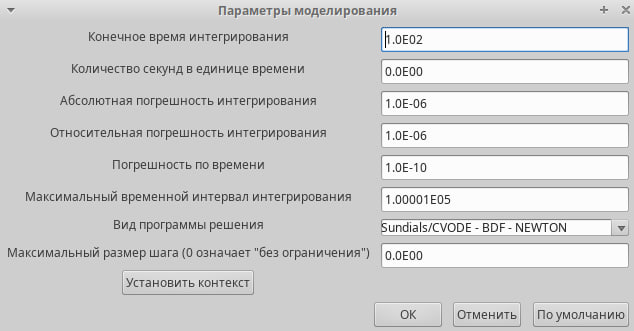 Параметры моделирования
Конечное время интегрирования 1.0E02
Количество секунд в единице времени 0.0E00
Абсолютная погрешность интегрирования 1.0E-06
Относительная погрешность интегрирования 1.0E-06
Погрешность по времени 1.0E-10
Максимальный временной интервал интегрирования 1.00001E05
Вид программы решения Sundials/CVODE - BDF - NEWTON
Максимальный размер шага (0 означает "без ограничения") 0.0E00
Установить контекст
ОК Отменить По умолчанию